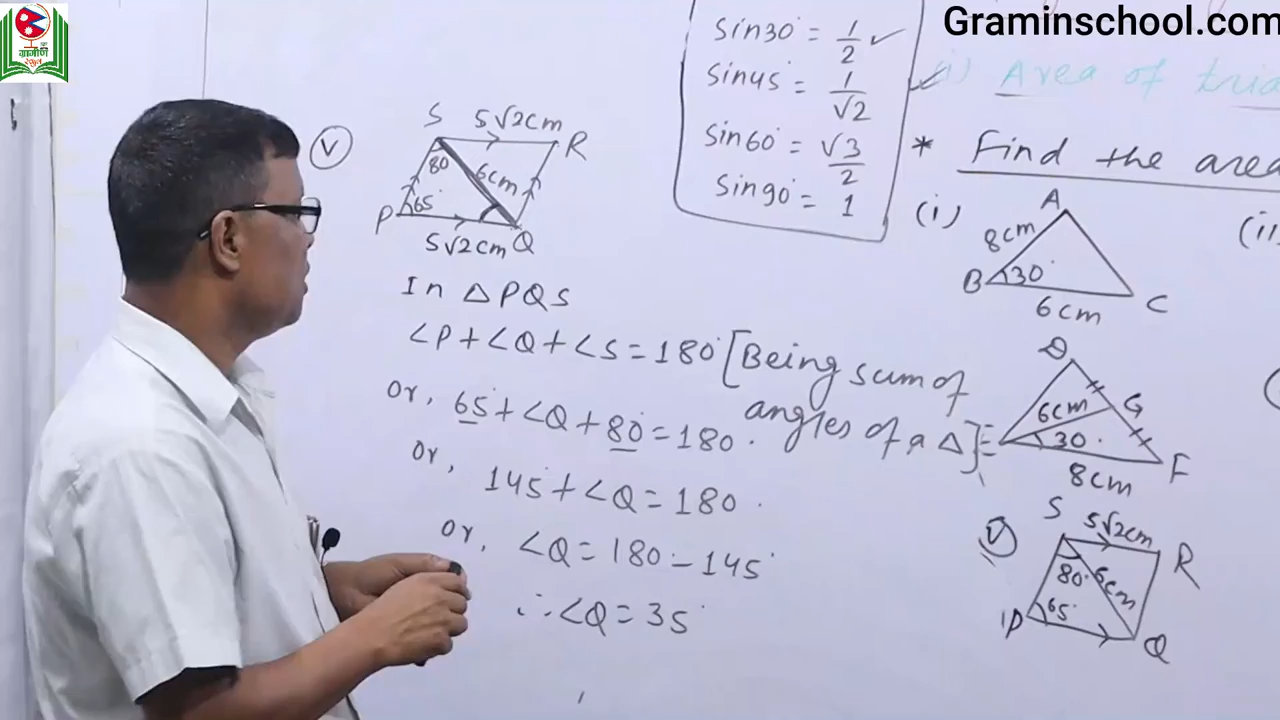 ग्रामीण
स्कुल
Graminschool.com
sin30° = 1/2 ✓
sin45° = 1/√2
sin60° = √3/2
sin90° = 1
(i) Area of tria
* Find the area
(i)
A
8cm
B 30°
6cm
C
(ii
D
6cm G
30°
8cm F
(v)
S 5√2cm R
80° 6cm
P 65°
Q
(v)
S 5√2cm R
80 6cm
P 65°
5√2cm Q
In △PQS
∠P+∠Q+∠S=180° [Being sum of
angles of a △]
or, 65°+∠Q+80°=180°
or, 145°+∠Q=180°
or, ∠Q=180°-145°
∴∠Q=35°